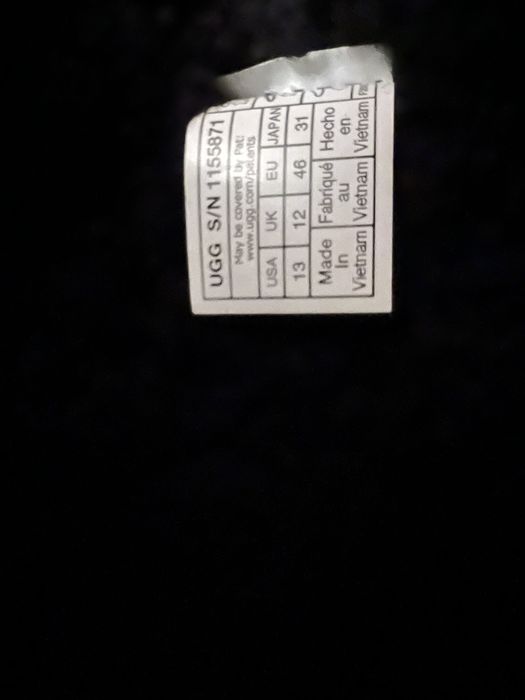 UGG S/N 1155871
May be covered by Pat:
www.ugg.com/patents
USA UK EU JAPAN
13 12 46 31
Made In Vietnam
Fabriqué au Vietnam
Hecho en Vietnam